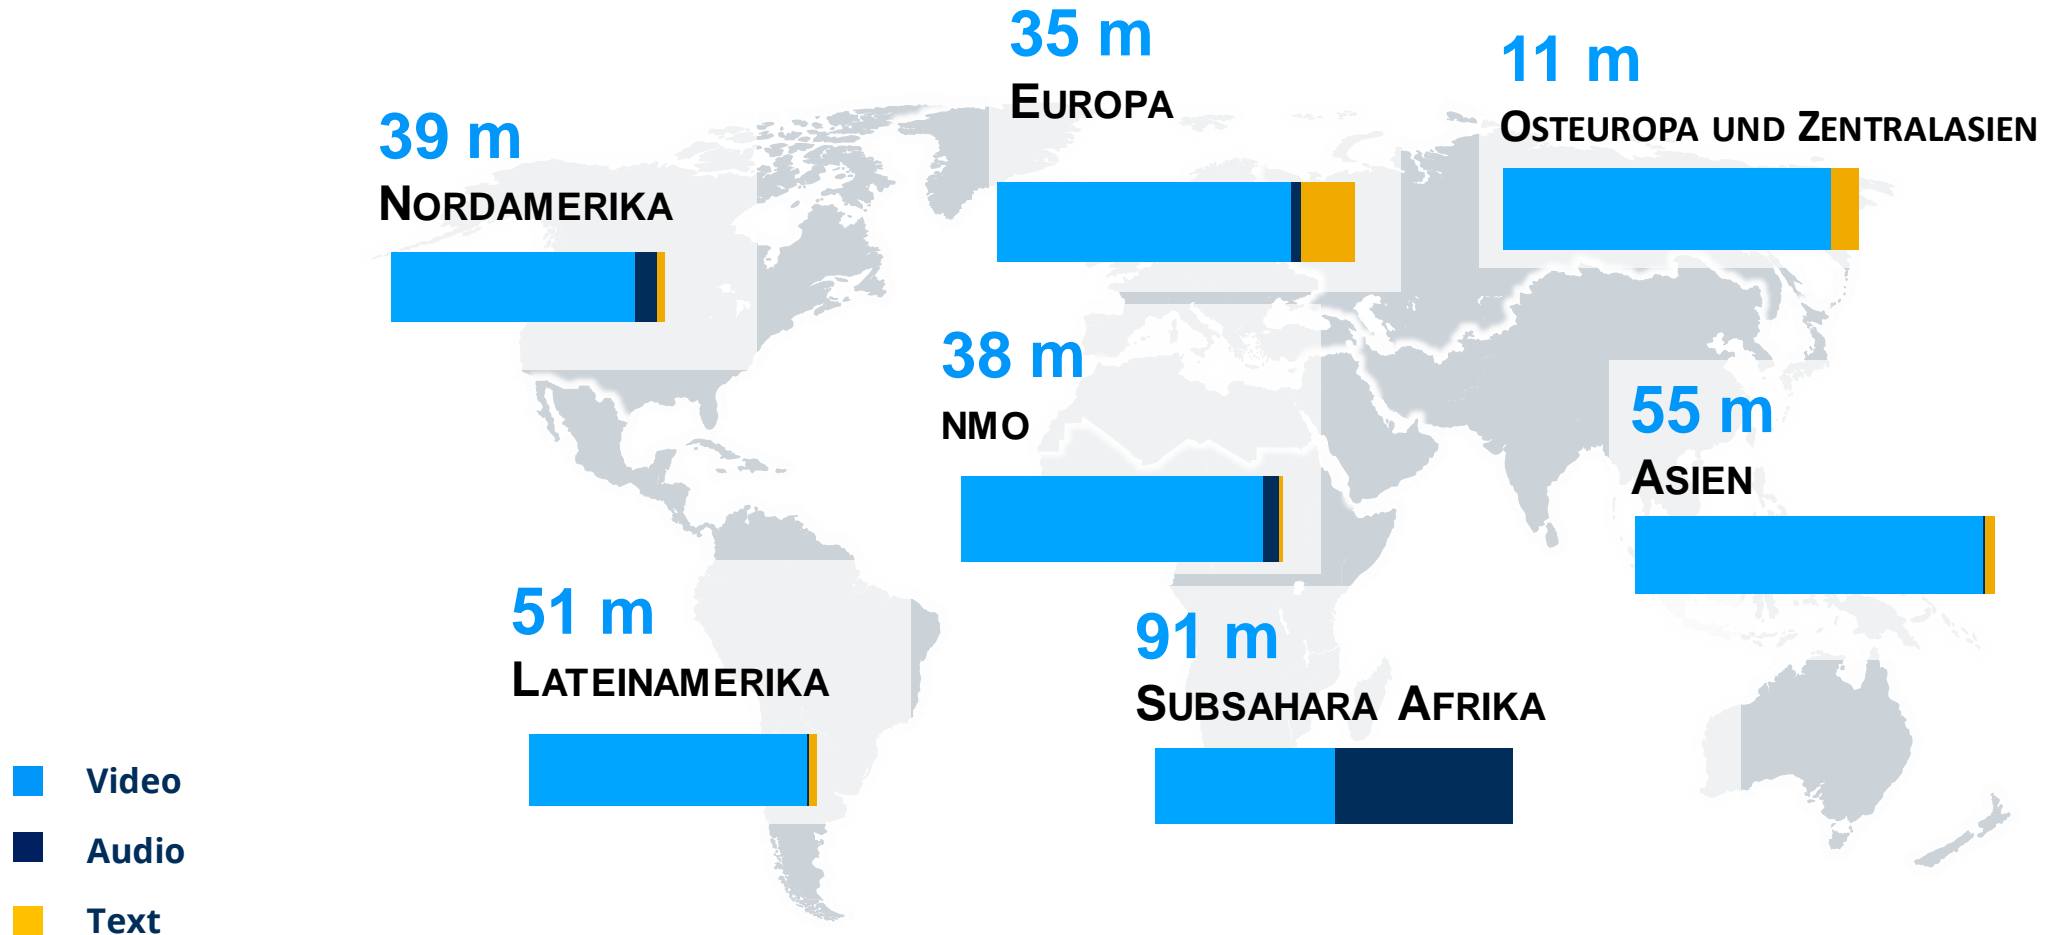 35 m
EUROPA
11 m
OSTEUROPA UND ZENTRALASIEN
39 m
NORDAMERIKA
38 m
NMO
55 m
ASIEN
51 m
LATEINAMERIKA
91 m
SUBSAHARA AFRIKA
Video
Audio
Text